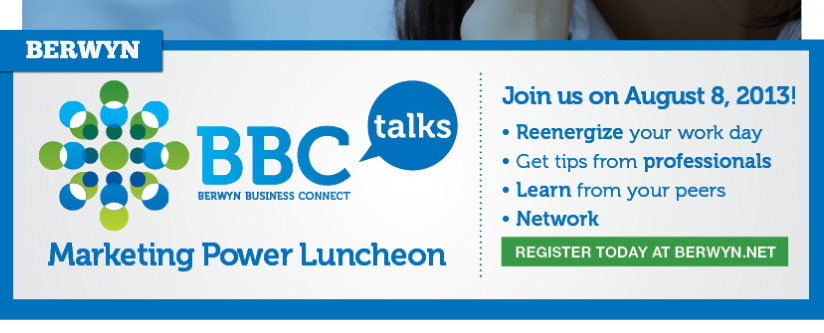 BERWYN
BBC
talks
BERWYN BUSINESS CONNECT
Marketing Power Luncheon
Join us on August 8, 2013!
• Reenergize your work day
• Get tips from professionals
• Learn from your peers
• Network
REGISTER TODAY AT BERWYN.NET